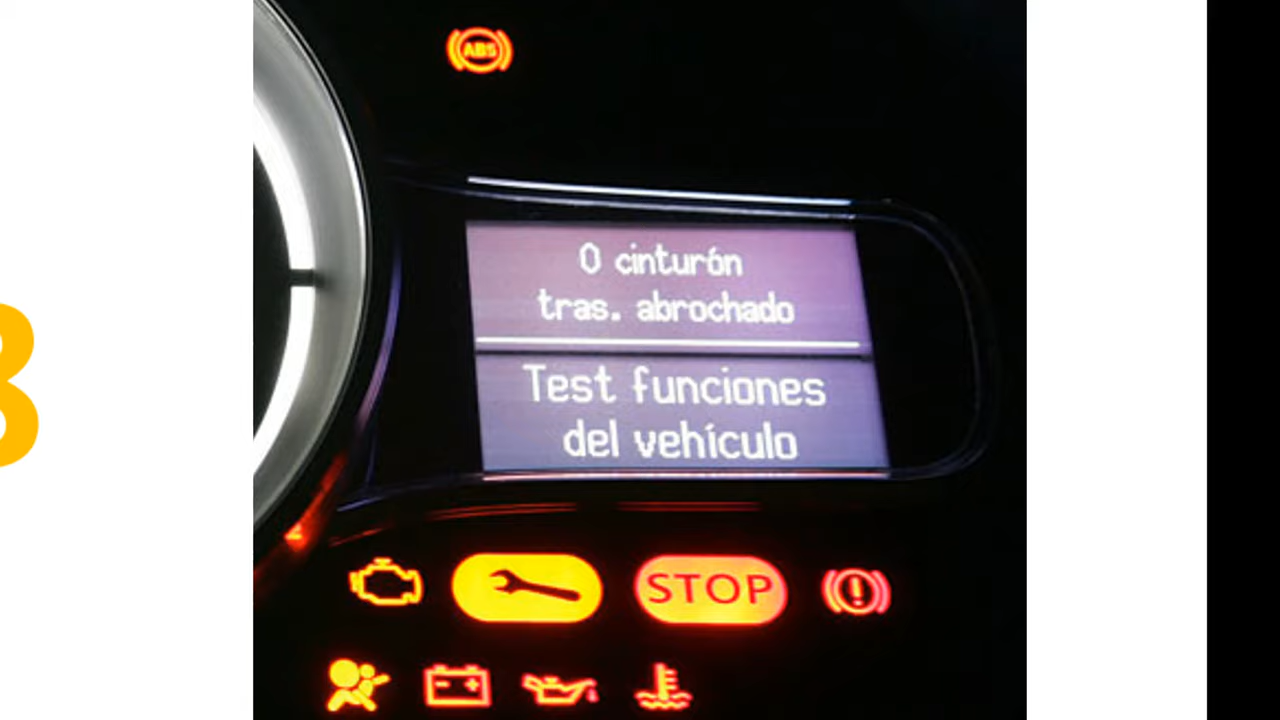 ABS
0 cinturón
tras. abrochado
Test funciones
del vehículo
STOP